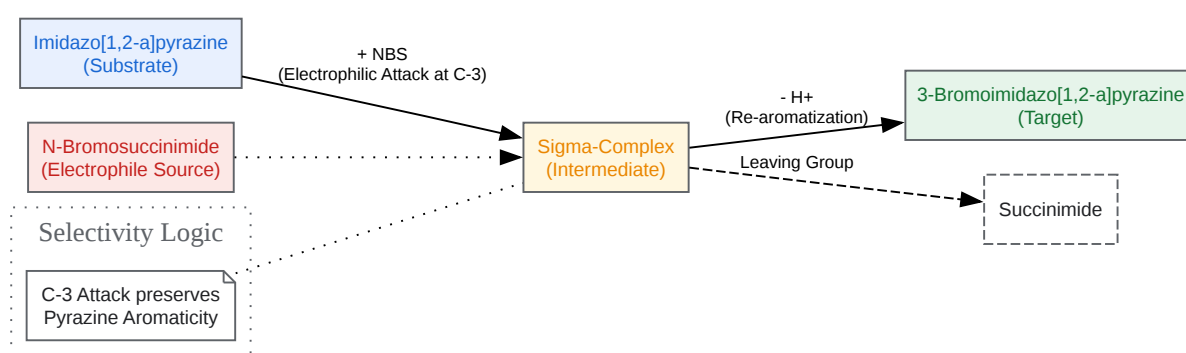 Imidazo[1,2-a]pyrazine
(Substrate)
+ NBS
(Electrophilic Attack at C-3)
N-Bromosuccinimide
(Electrophile Source)
Sigma-Complex
(Intermediate)
- H+
(Re-aromatization)
3-Bromoimidazo[1,2-a]pyrazine
(Target)
Leaving Group
Succinimide
Selectivity Logic
C-3 Attack preserves
Pyrazine Aromaticity